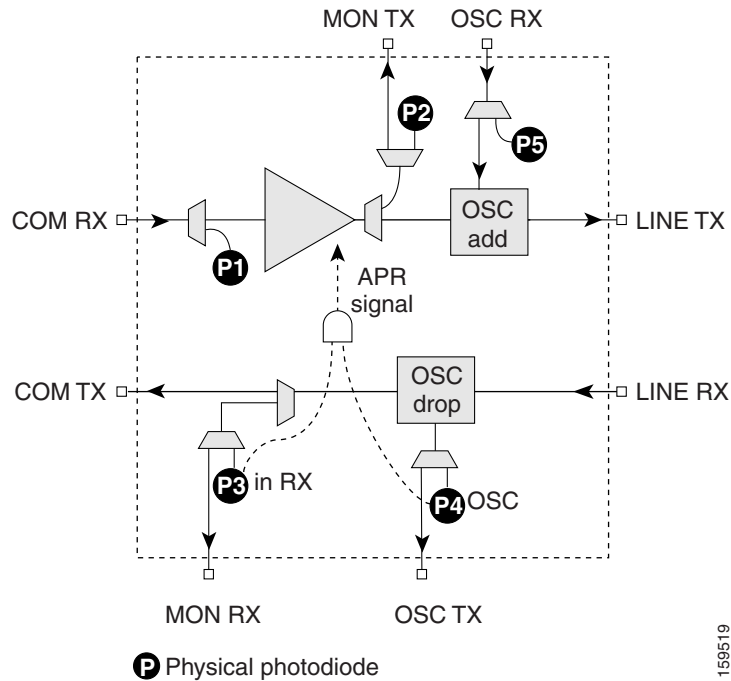 MON TX
OSC RX
P2
P5
COM RX
OSC
add
LINE TX
P1
APR
signal
COM TX
OSC
drop
LINE RX
P3 in RX
P4 OSC
MON RX
OSC TX
P Physical photodiode
159519